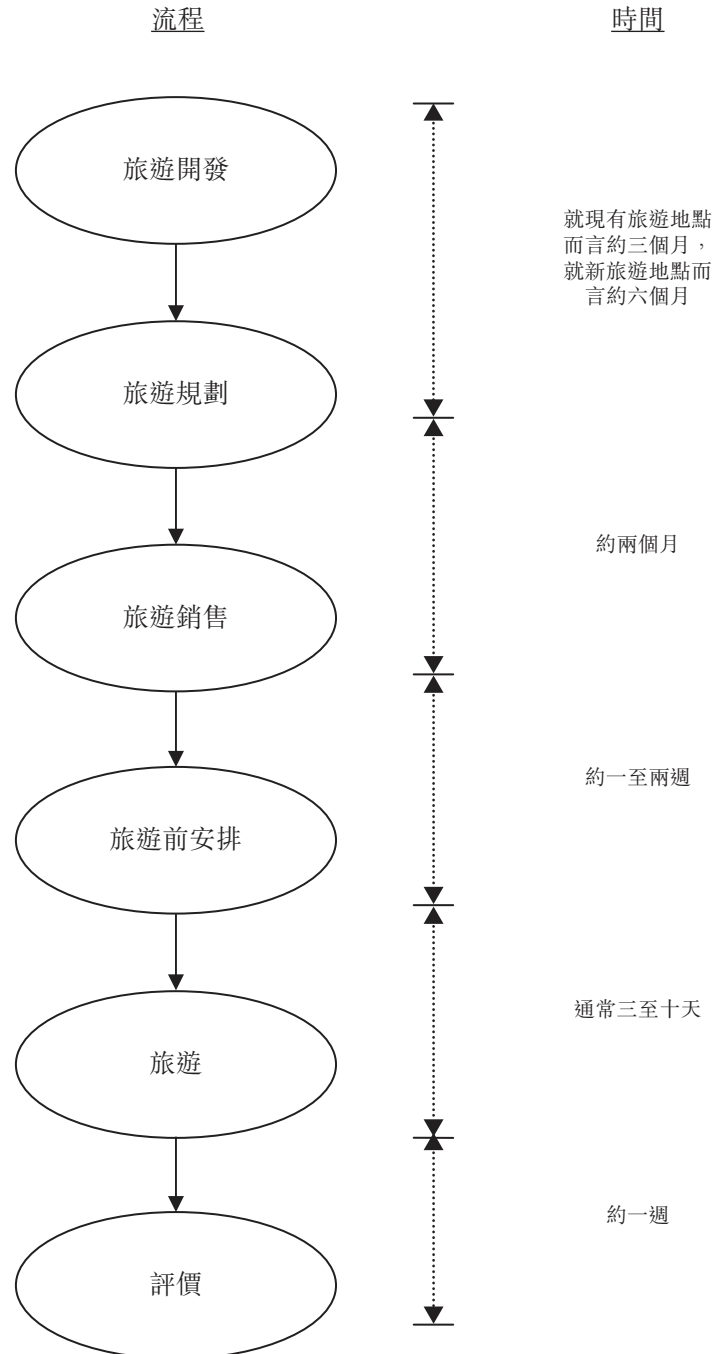 流程
時間
旅遊開發
就現有旅遊地點
而言約三個月，
就新旅遊地點而
言約六個月
旅遊規劃
約兩個月
旅遊銷售
約一至兩週
旅遊前安排
通常三至十天
旅遊
約一週
評價